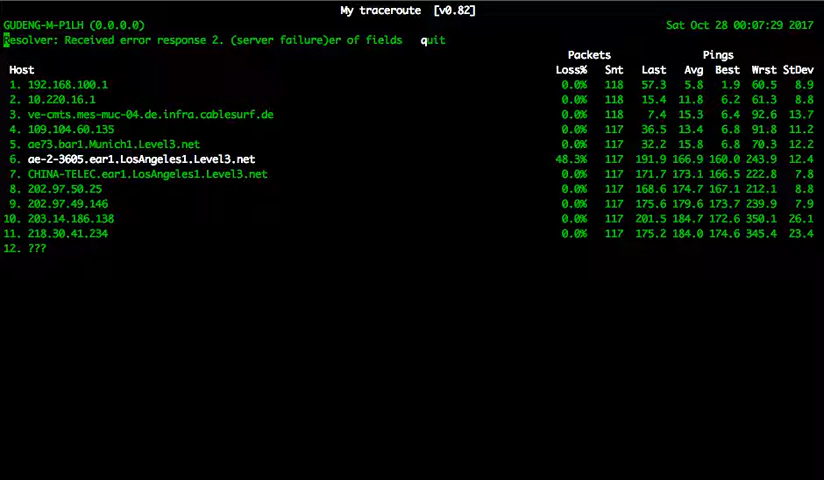 My traceroute [v0.82]
GUDENG-M-P1LH (0.0.0.0) Sat Oct 28 00:07:29 2017
Resolver: Received error response 2. (server failure)er of fields quit
Packets Pings
Host Loss% Snt Last Avg Best Wrst StDev
1. 192.168.100.1 0.0% 118 57.3 5.8 1.9 60.5 8.9
2. 10.220.16.1 0.0% 118 15.4 11.8 6.2 61.3 8.8
3. ve-cmts.mes-muc-04.de.infra.cablesurf.de 0.0% 118 7.4 15.3 6.4 92.6 13.7
4. 109.104.60.135 0.0% 117 36.5 13.4 6.8 91.8 11.2
5. ae73.bar1.Munich1.Level3.net 0.0% 117 32.2 15.8 6.8 70.3 12.2
6. ae-2-3605.ear1.LosAngeles1.Level3.net 48.3% 117 191.9 166.9 160.0 243.9 12.4
7. CHINA-TELEC.ear1.LosAngeles1.Level3.net 0.0% 117 171.7 173.1 166.5 222.8 7.8
8. 202.97.50.25 0.0% 117 168.6 174.7 167.1 212.1 8.8
9. 202.97.49.146 0.0% 117 175.6 179.6 173.7 239.9 7.9
10. 203.14.186.138 0.0% 117 201.5 184.7 172.6 350.1 26.1
11. 218.30.41.234 0.0% 117 175.2 184.0 174.6 345.4 23.4
12. ???